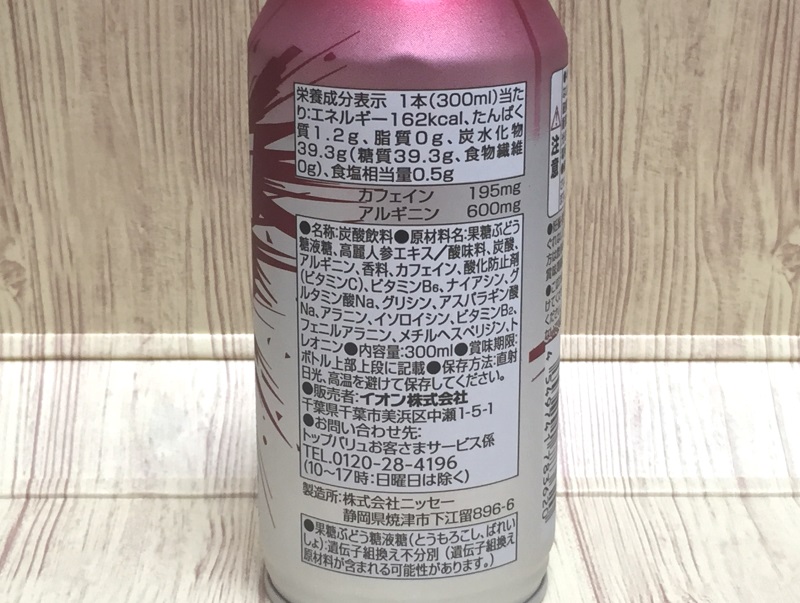 栄養成分表示 1本(300ml)当た
り:エネルギー162kcal、たんぱく
質1.2g、脂質0g、炭水化物
39.3g(糖質39.3g、食物繊維
0g)、食塩相当量0.5g
カフェイン 195mg
アルギニン 600mg
●名称:炭酸飲料●原材料名:果糖ぶどう
糖液糖、高麗人参エキス／酸味料、炭酸、
アルギニン、香料、カフェイン、酸化防止剤
(ビタミンC)、ビタミンB6、ナイアシン、グ
ルタミン酸Na、グリシン、アスパラギン酸
Na、アラニン、イソロイシン、ビタミンB2、
フェニルアラニン、メチルヘスペリジン、ト
レオニン●内容量:300ml●賞味期限:
ボトル上部上段に記載●保存方法:直射
日光、高温を避けて保存してください。
●販売者:イオン株式会社
千葉県千葉市美浜区中瀬1-5-1
●お問い合わせ先:
トップバリュお客さまサービス係
TEL.0120-28-4196
(10〜17時:日曜日は除く)
製造所:株式会社ニッセー
静岡県焼津市下江留896-6
●果糖ぶどう糖液糖(とうもろこし、ばれい
しょ):遺伝子組換え不分別(遺伝子組換え
原材料が含まれる可能性があります。)
注意